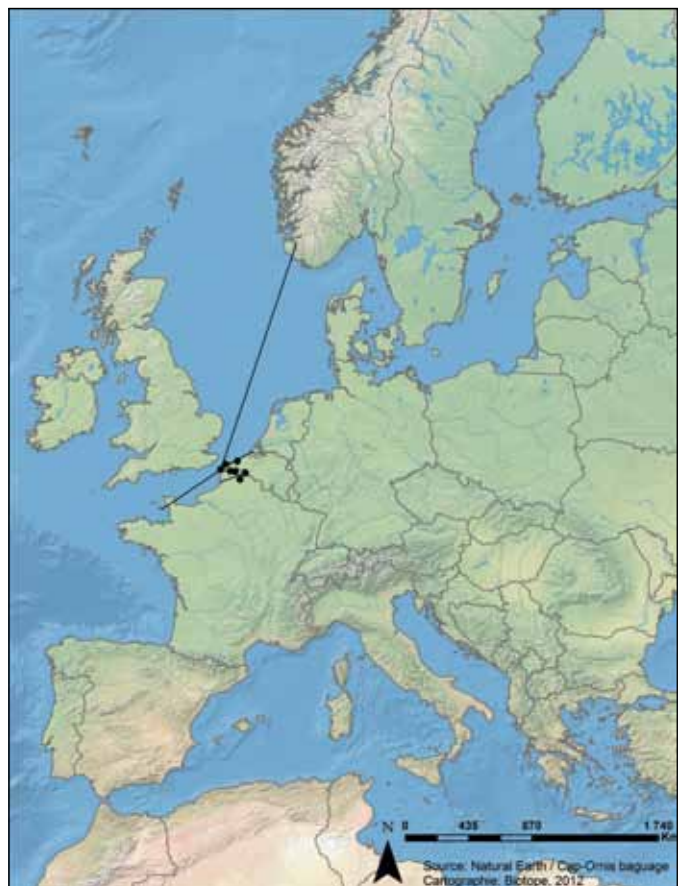 N 0 435 870 1 740
Km
Source: Natural Earth / Cap-Ornis baguage
Cartographie: Biotope, 2012